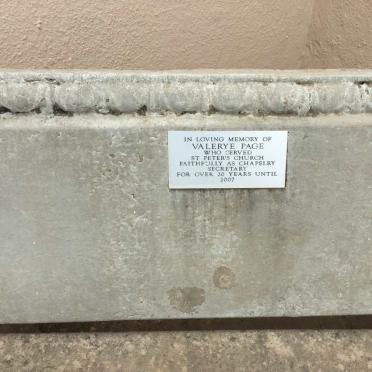 IN LOVING MEMORY OF
VALERYE PAGE
WHO SERVED
ST PETER'S CHURCH
FAITHFULLY AS CHAPELRY
SECRETARY
FOR OVER 20 YEARS UNTIL
2007